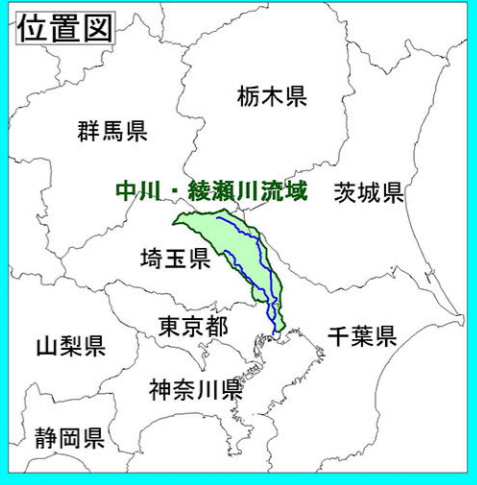 位置図
栃木県
群馬県
中川・綾瀬川流域
茨城県
埼玉県
東京都
千葉県
山梨県
神奈川県
静岡県